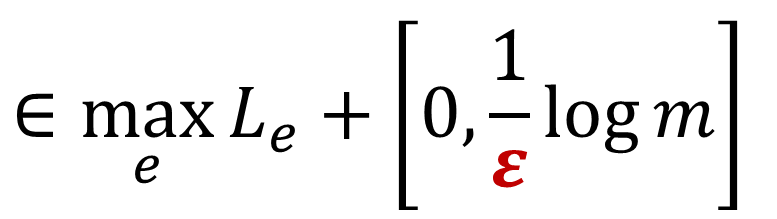 ∈ max_e L_e + [0, 1/ε log m]